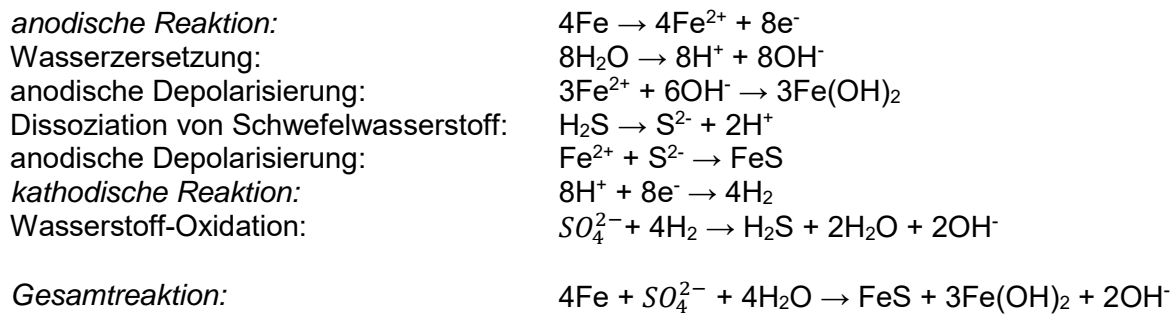 anodische Reaktion: 4Fe → 4Fe²⁺ + 8e⁻
Wasserzersetzung: 8H₂O → 8H⁺ + 8OH⁻
anodische Depolarisierung: 3Fe²⁺ + 6OH⁻ → 3Fe(OH)₂
Dissoziation von Schwefelwasserstoff: H₂S → S²⁻ + 2H⁺
anodische Depolarisierung: Fe²⁺ + S²⁻ → FeS
kathodische Reaktion: 8H⁺ + 8e⁻ → 4H₂
Wasserstoff-Oxidation: SO₄²⁻ + 4H₂ → H₂S + 2H₂O + 2OH⁻
Gesamtreaktion: 4Fe + SO₄²⁻ + 4H₂O → FeS + 3Fe(OH)₂ + 2OH⁻